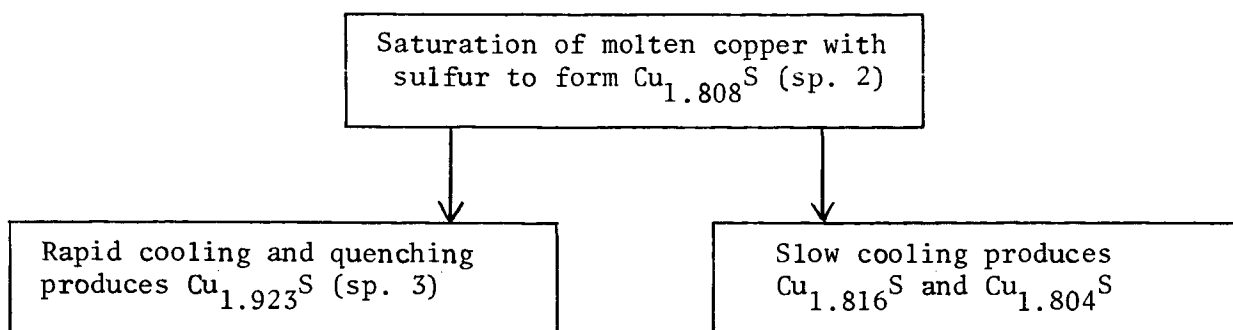 Saturation of molten copper with
sulfur to form Cu1.808S (sp. 2)
Rapid cooling and quenching
produces Cu1.923S (sp. 3)
Slow cooling produces
Cu1.816S and Cu1.804S